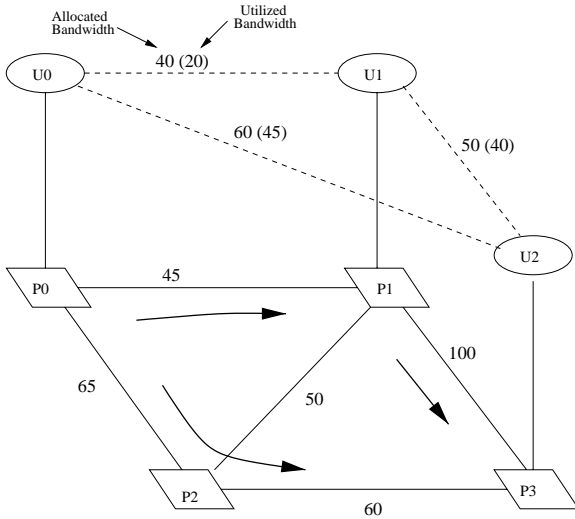 Allocated
Bandwidth
Utilized
Bandwidth
40 (20)
U0
U1
60 (45)
50 (40)
U2
P0
45
P1
100
65
50
P2
P3
60